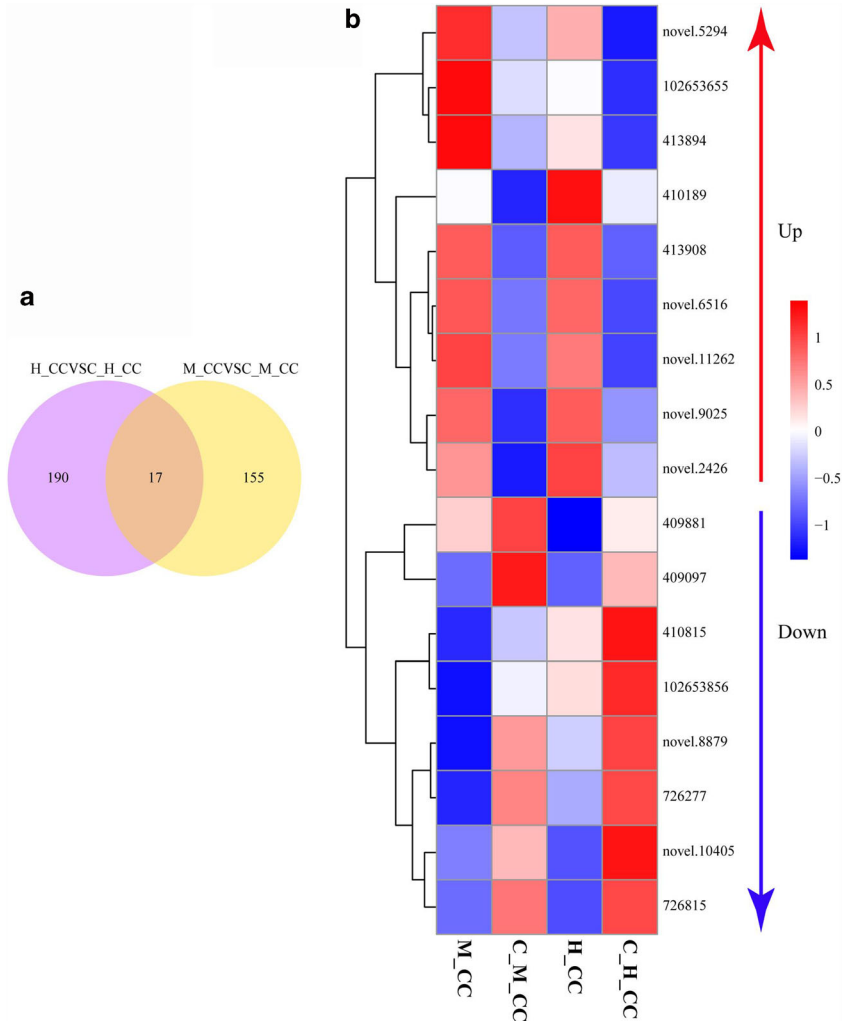 a
H_CCVSC_H_CC
M_CCVSC_M_CC
190
17
155
b
novel.5294
102653655
413894
410189
413908
novel.6516
novel.11262
novel.9025
novel.2426
409881
409097
410815
102653856
novel.8879
726277
novel.10405
726815
M_CC
C_M_CC
H_CC
C_H_CC
Up
Down
1
0.5
0
−0.5
−1